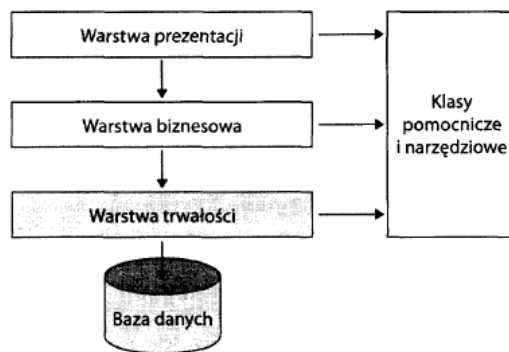 Warstwa prezentacji
Warstwa biznesowa
Klasy
pomocnicze
i narzędziowe
Warstwa trwałości
Baza danych